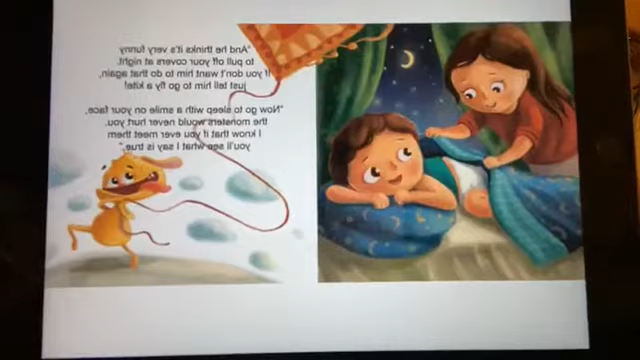 "And he thinks it's very funny
to pull off your covers at night.
If you don't want him to do that again,
just tell him to go fly a kite!
"Now go to sleep with a smile on your face,
the monsters would never hurt you.
I know that if you ever meet them
you'll see what I say is true."